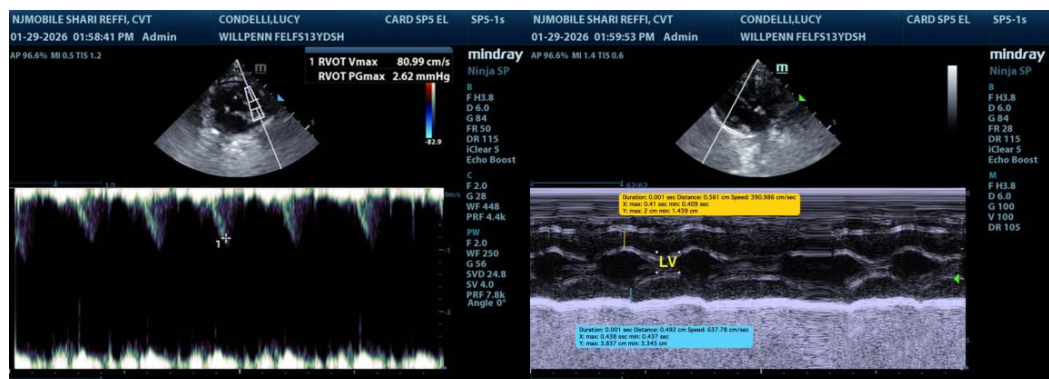 NJMOBILE SHARI REFFI, CVT CONDELLI,LUCY CARD SP5 EL SP5-1s
01-29-2026 01:58:41 PM Admin WILLPENN FELFS13YDSH
AP 96.6% MI 0.5 TIS 1.2
mindray
Ninja SP
m
1 RVOT Vmax 80.99 cm/s
RVOT PGmax 2.62 mmHg
-82.9
5
B
F H3.8
D 6.0
G 84
FR 50
DR 115
iClear 5
Echo Boost
C
F 2.0
G 28
WF 448
PRF 4.4k
PW
F 2.0
WF 250
G 56
SVD 24.8
SV 4.0
PRF 7.8k
Angle 0°
1
-1
-2
NJMOBILE SHARI REFFI, CVT CONDELLI,LUCY CARD SP5 EL SP5-1s
01-29-2026 01:59:53 PM Admin WILLPENN FELFS13YDSH
AP 96.6% MI 1.4 TIS 0.6
mindray
Ninja SP
m
5
B
F H3.8
D 6.0
G 84
FR 28
DR 115
iClear 5
Echo Boost
M
F H3.8
D 6.0
G 100
V 100
DR 105
62/62
Duration: 0.001 sec Distance: 0.561 cm Speed: 390.986 cm/sec
X: max: 0.41 sec min: 0.409 sec
Y: max: 2 cm min: 1.439 cm
LV
Duration: 0.001 sec Distance: 0.492 cm Speed: 637.78 cm/sec
X: max: 0.438 sec min: 0.437 sec
Y: max: 3.837 cm min: 3.345 cm